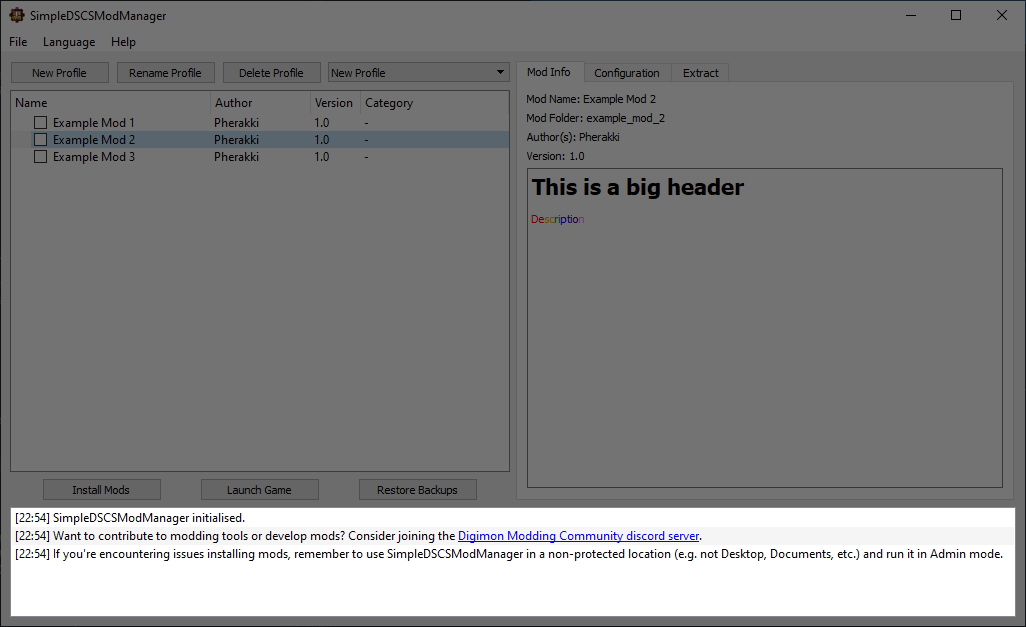 SimpleDSCSModManager
File Language Help
New Profile Rename Profile Delete Profile New Profile
Name Author Version Category
Example Mod 1 Pherakki 1.0 -
Example Mod 2 Pherakki 1.0 -
Example Mod 3 Pherakki 1.0 -
Install Mods Launch Game Restore Backups
Mod Info Configuration Extract
Mod Name: Example Mod 2
Mod Folder: example_mod_2
Author(s): Pherakki
Version: 1.0
This is a big header
Description
[22:54] SimpleDSCSModManager initialised.
[22:54] Want to contribute to modding tools or develop mods? Consider joining the Digimon Modding Community discord server.
[22:54] If you're encountering issues installing mods, remember to use SimpleDSCSModManager in a non-protected location (e.g. not Desktop, Documents, etc.) and run it in Admin mode.